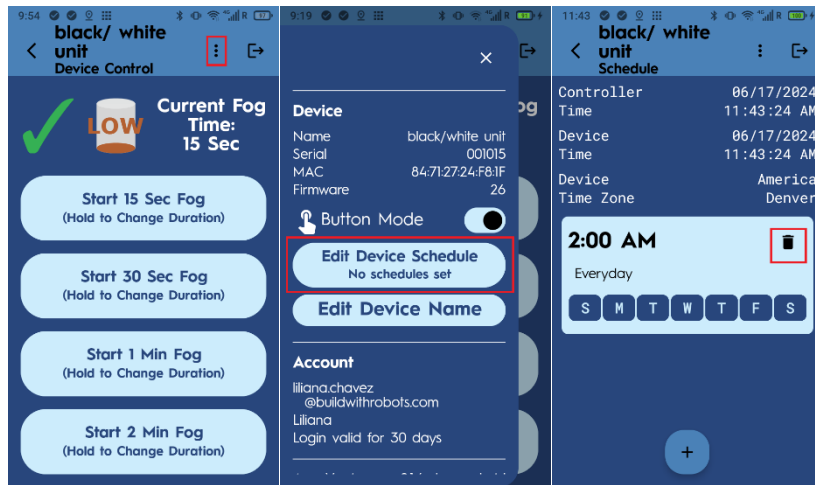 9:54
R 97
black/ white
unit
Device Control
Current Fog
Time:
15 Sec
LOW
Start 15 Sec Fog
(Hold to Change Duration)
Start 30 Sec Fog
(Hold to Change Duration)
Start 1 Min Fog
(Hold to Change Duration)
Start 2 Min Fog
(Hold to Change Duration)
9:19
R
Device
Name black/white unit
Serial 001015
MAC 84:71:27:24:F8:1F
Firmware 26
Button Mode
Edit Device Schedule
No schedules set
Edit Device Name
Account
liliana.chavez
@buildwithrobots.com
Liliana
Login valid for 30 days
og
11:43
R 100
black/ white
unit
Schedule
Controller 06/17/2024
Time 11:43:24 AM
Device 06/17/2024
Time 11:43:24 AM
Device America
Time Zone Denver
2:00 AM
Everyday
S M T W T F S
+